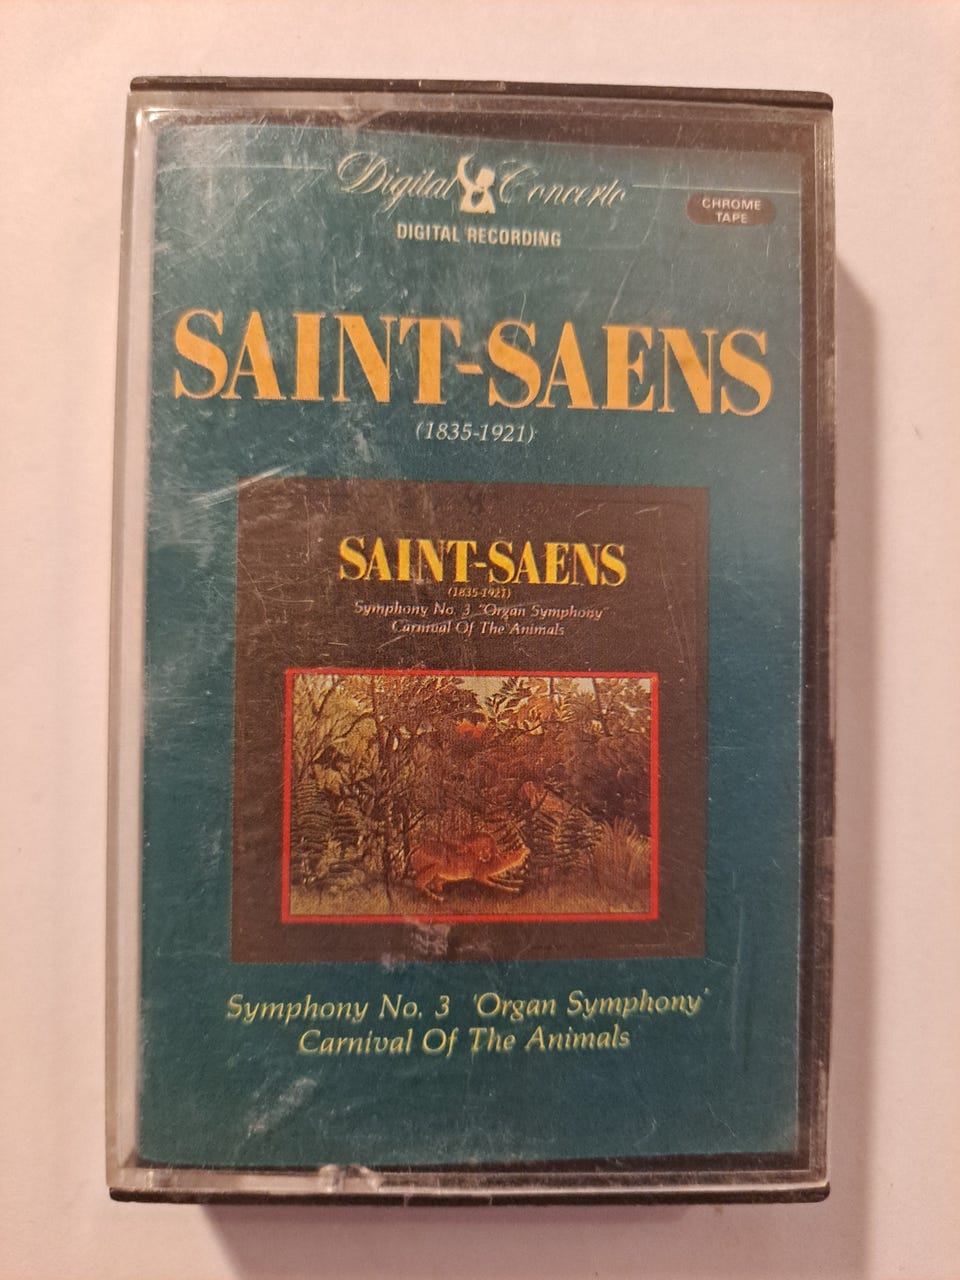 Digital Concerto
DIGITAL RECORDING
CHROME
TAPE
SAINT-SAENS
(1835-1921)
SAINT-SAENS
(1835-1921)
Symphony No. 3 "Organ Symphony"
Carnival Of The Animals
Symphony No. 3 'Organ Symphony'
Carnival Of The Animals